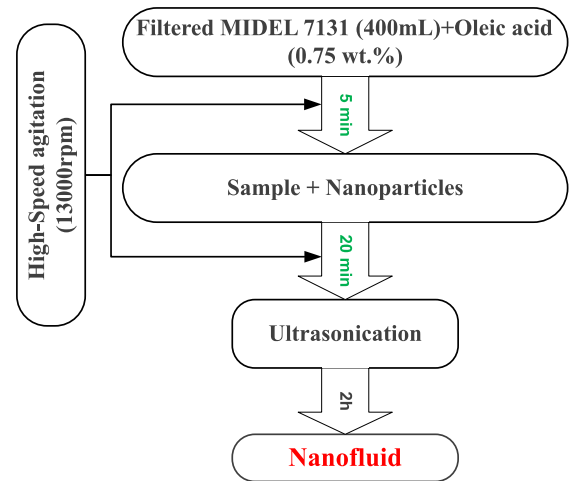 Filtered MIDEL 7131 (400mL)+Oleic acid
(0.75 wt.%)
High-Speed agitation
(13000rpm)
5 min
Sample + Nanoparticles
20 min
Ultrasonication
2h
Nanofluid